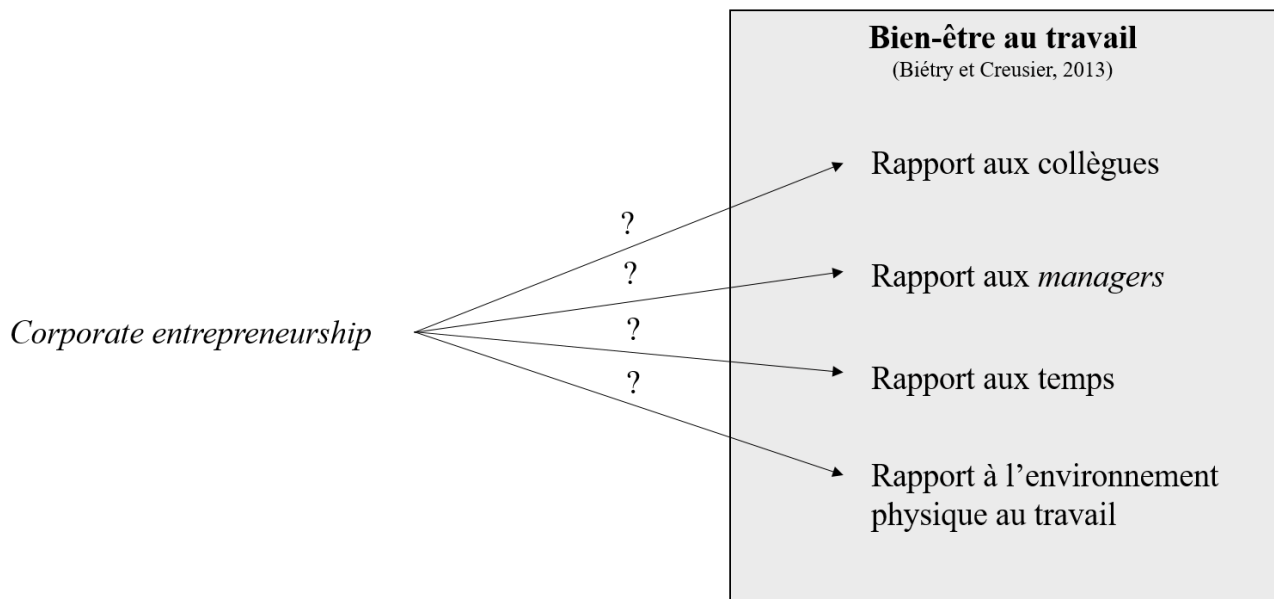 Bien-être au travail
(Biétry et Creusier, 2013)
Rapport aux collègues
?
?
Rapport aux managers
Corporate entrepreneurship
?
Rapport aux temps
?
Rapport à l’environnement
physique au travail